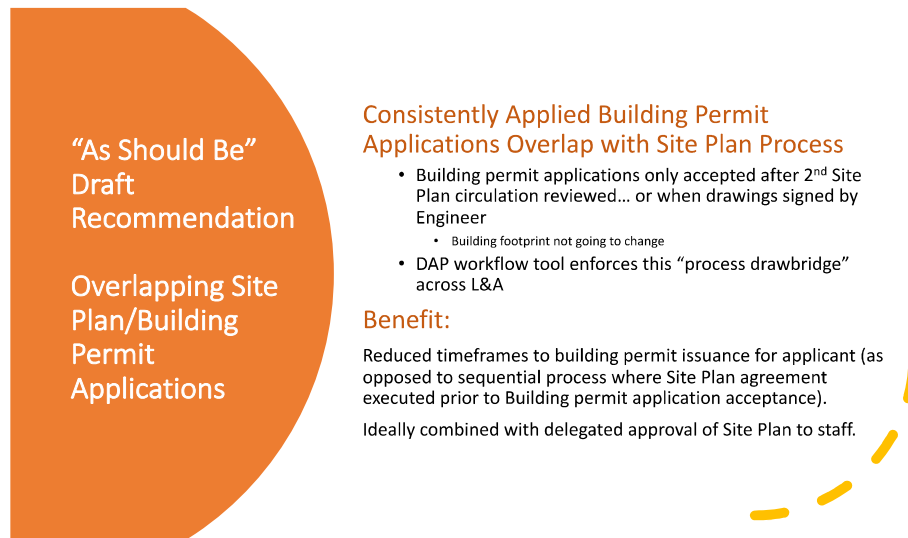 “As Should Be”
Draft
Recommendation
Overlapping Site
Plan/Building
Permit
Applications
Consistently Applied Building Permit
Applications Overlap with Site Plan Process
• Building permit applications only accepted after 2nd Site
Plan circulation reviewed… or when drawings signed by
Engineer
• Building footprint not going to change
• DAP workflow tool enforces this “process drawbridge”
across L&A
Benefit:
Reduced timeframes to building permit issuance for applicant (as
opposed to sequential process where Site Plan agreement
executed prior to Building permit application acceptance).
Ideally combined with delegated approval of Site Plan to staff.